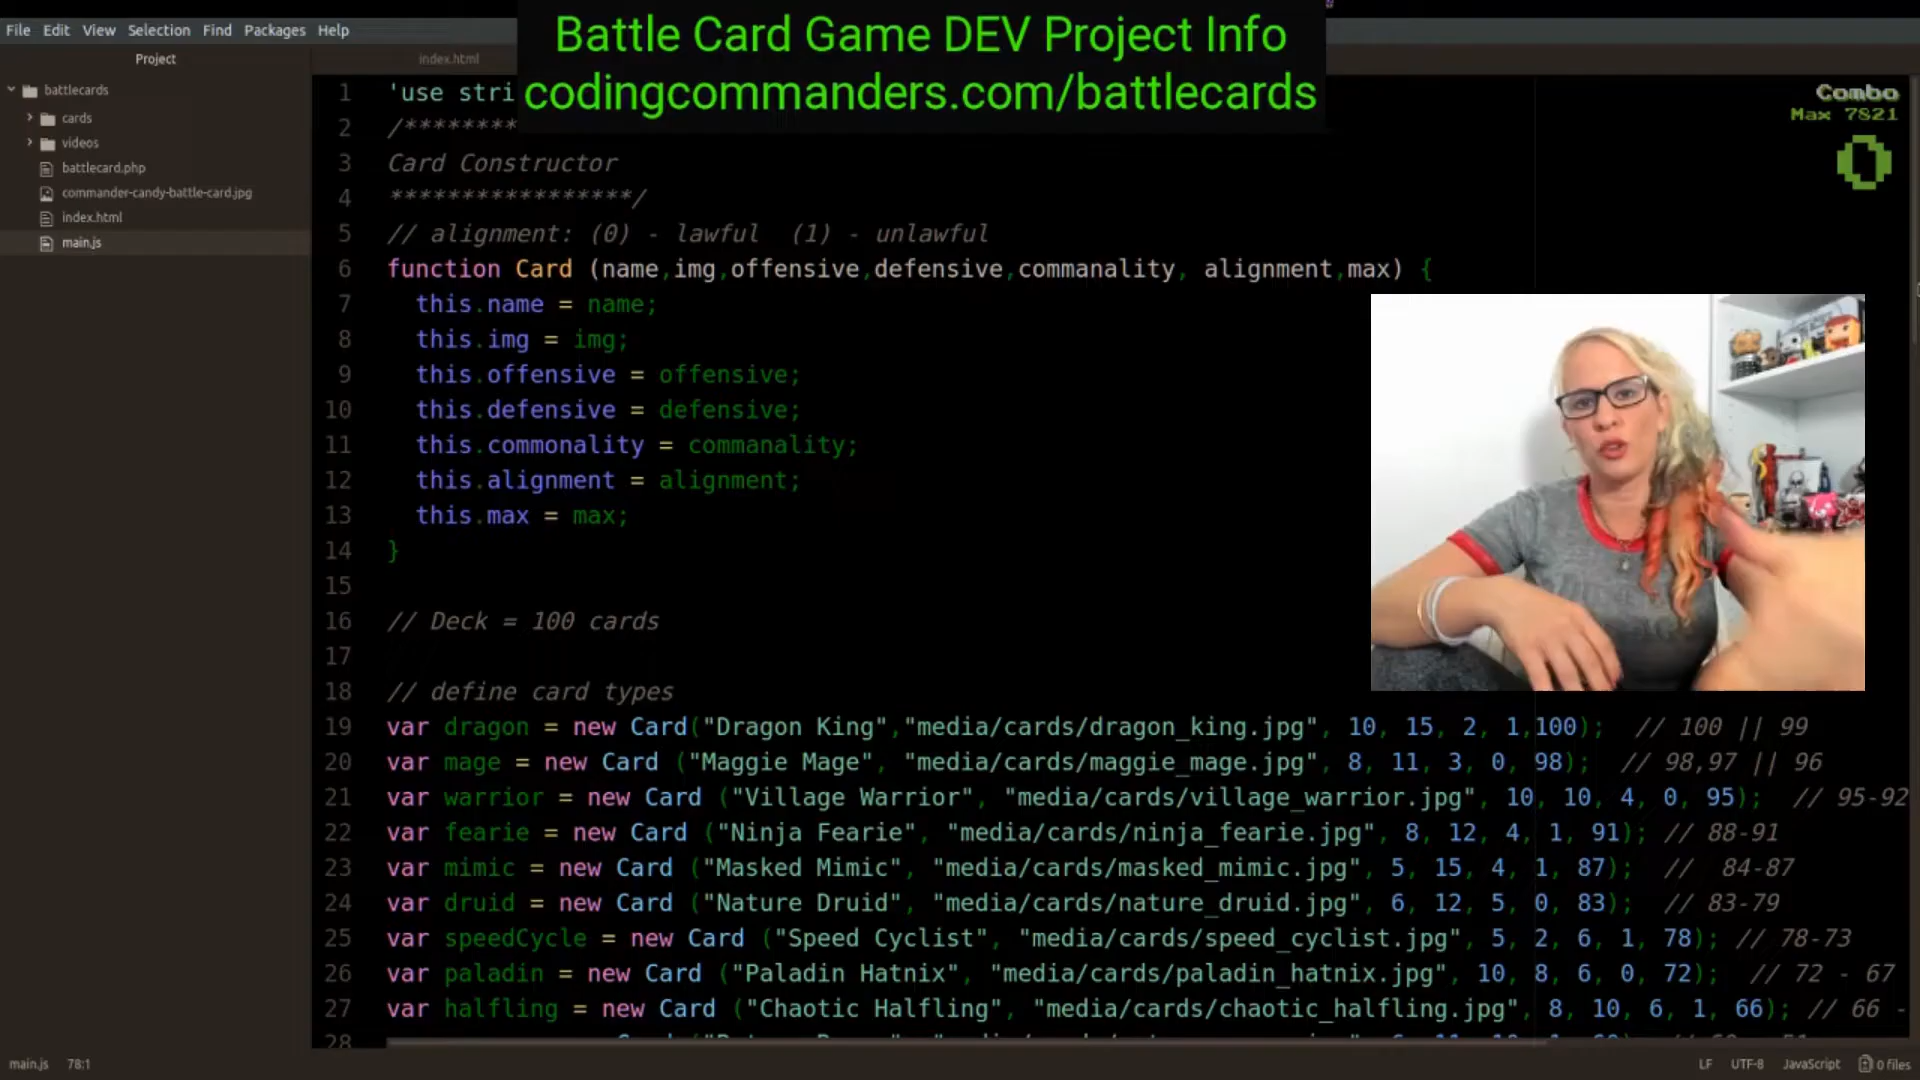 Battle Card Game DEV Project Info
codingcommanders.com/battlecards
File Edit View Selection Find Packages Help
Project
index.html
battlecards
cards
videos
battlecard.php
commander-candy-battle-card.jpg
index.html
main.js
Combo
Max 7821
0
1 'use stri
2 /*********
3 Card Constructor
4 *****************/
5 // alignment: (0) - lawful (1) - unlawful
6 function Card (name,img,offensive,defensive,commanality, alignment,max) {
7 this.name = name;
8 this.img = img;
9 this.offensive = offensive;
10 this.defensive = defensive;
11 this.commonality = commanality;
12 this.alignment = alignment;
13 this.max = max;
14 }
15
16 // Deck = 100 cards
17
18 // define card types
19 var dragon = new Card("Dragon King","media/cards/dragon_king.jpg", 10, 15, 2, 1,100); // 100 || 99
20 var mage = new Card ("Maggie Mage", "media/cards/maggie_mage.jpg", 8, 11, 3, 0, 98); // 98,97 || 96
21 var warrior = new Card ("Village Warrior", "media/cards/village_warrior.jpg", 10, 10, 4, 0, 95); // 95-92
22 var fearie = new Card ("Ninja Fearie", "media/cards/ninja_fearie.jpg", 8, 12, 4, 1, 91); // 88-91
23 var mimic = new Card ("Masked Mimic", "media/cards/masked_mimic.jpg", 5, 15, 4, 1, 87); // 84-87
24 var druid = new Card ("Nature Druid", "media/cards/nature_druid.jpg", 6, 12, 5, 0, 83); // 83-79
25 var speedCycle = new Card ("Speed Cyclist", "media/cards/speed_cyclist.jpg", 5, 2, 6, 1, 78); // 78-73
26 var paladin = new Card ("Paladin Hatnix", "media/cards/paladin_hatnix.jpg", 10, 8, 6, 0, 72); // 72 - 67
27 var halfling = new Card ("Chaotic Halfling", "media/cards/chaotic_halfling.jpg", 8, 10, 6, 1, 66); // 66 -
28
main.js 78:1
LF UTF-8 JavaScript 0 files